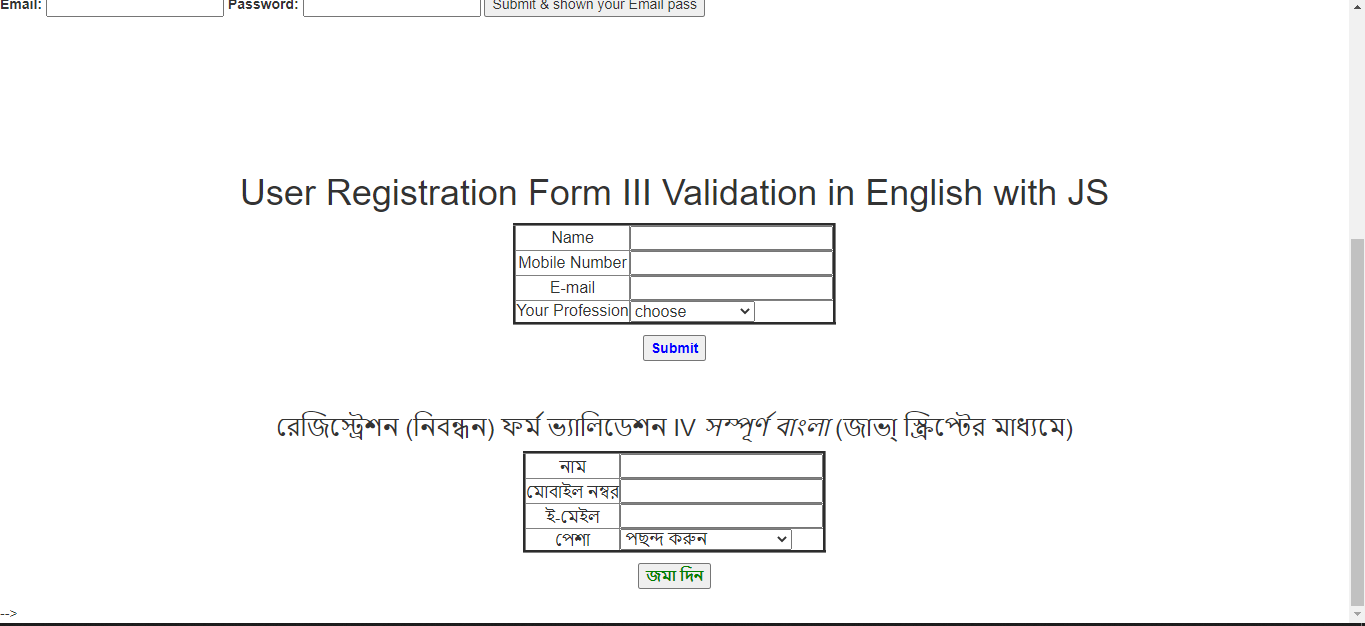 Email: Password: Submit & shown your Email pass
User Registration Form III Validation in English with JS
Name
Mobile Number
E-mail
Your Profession choose
Submit
রেজিস্ট্রেশন (নিবন্ধন) ফর্ম ভ্যালিডেশন IV সম্পূর্ণ বাংলা (জাভা্ স্ক্রিপ্টের মাধ্যমে)
নাম
মোবাইল নম্বর
ই-মেইল
পেশা পছন্দ করুন
জমা দিন
-->